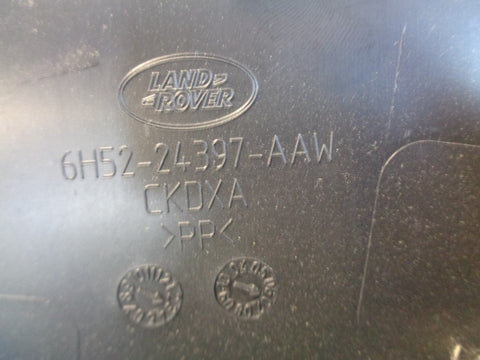 LAND
ROVER
6H52-24397-AAW
CKDXA
>PP<